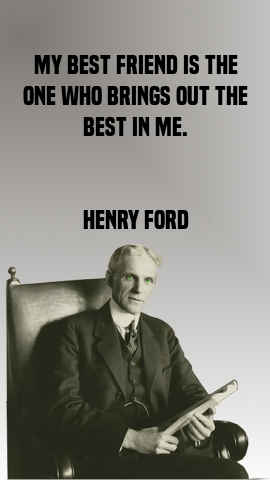 MY BEST FRIEND IS THE
ONE WHO BRINGS OUT THE
BEST IN ME.
HENRY FORD